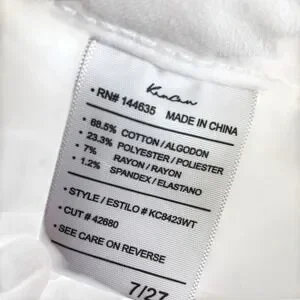 KanCan
• RN# 144635 MADE IN CHINA
• 68.5% COTTON / ALGODON
• 23.3% POLYESTER / POLIESTER
• 7% RAYON / RAYON
• 1.2% SPANDEX / ELASTANO
• STYLE / ESTILO # KC8423WT
• CUT # 42680
• SEE CARE ON REVERSE
7/27